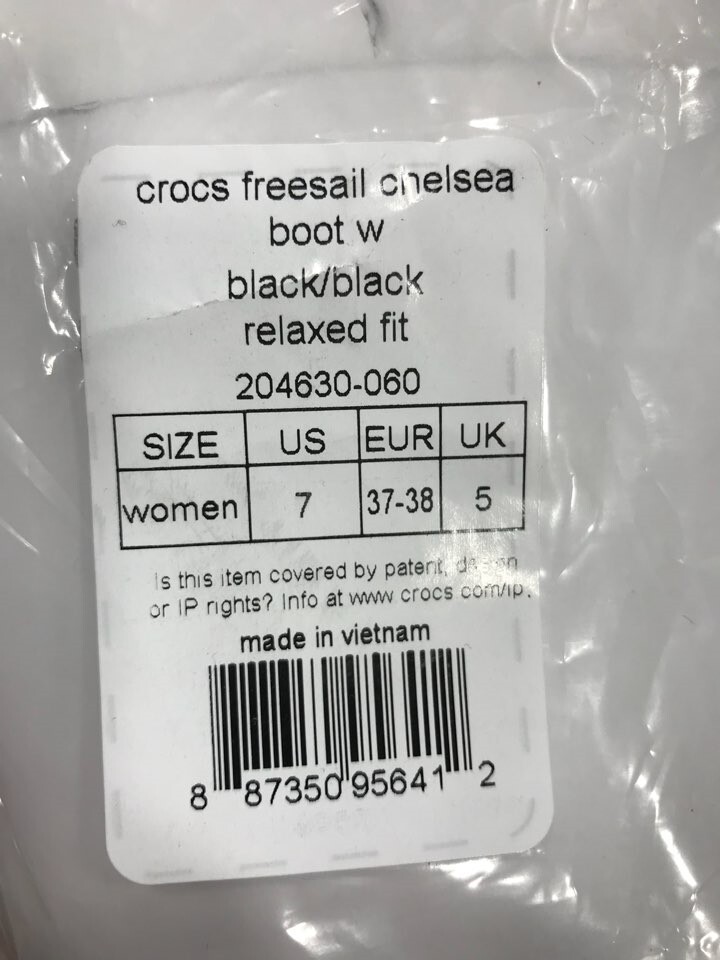 crocs freesail chelsea
boot w
black/black
relaxed fit
204630-060
SIZE US EUR UK
women 7 37-38 5
Is this item covered by patent, design
or IP rights? Info at www.crocs.com/ip.
made in vietnam
8 87350 95641 2